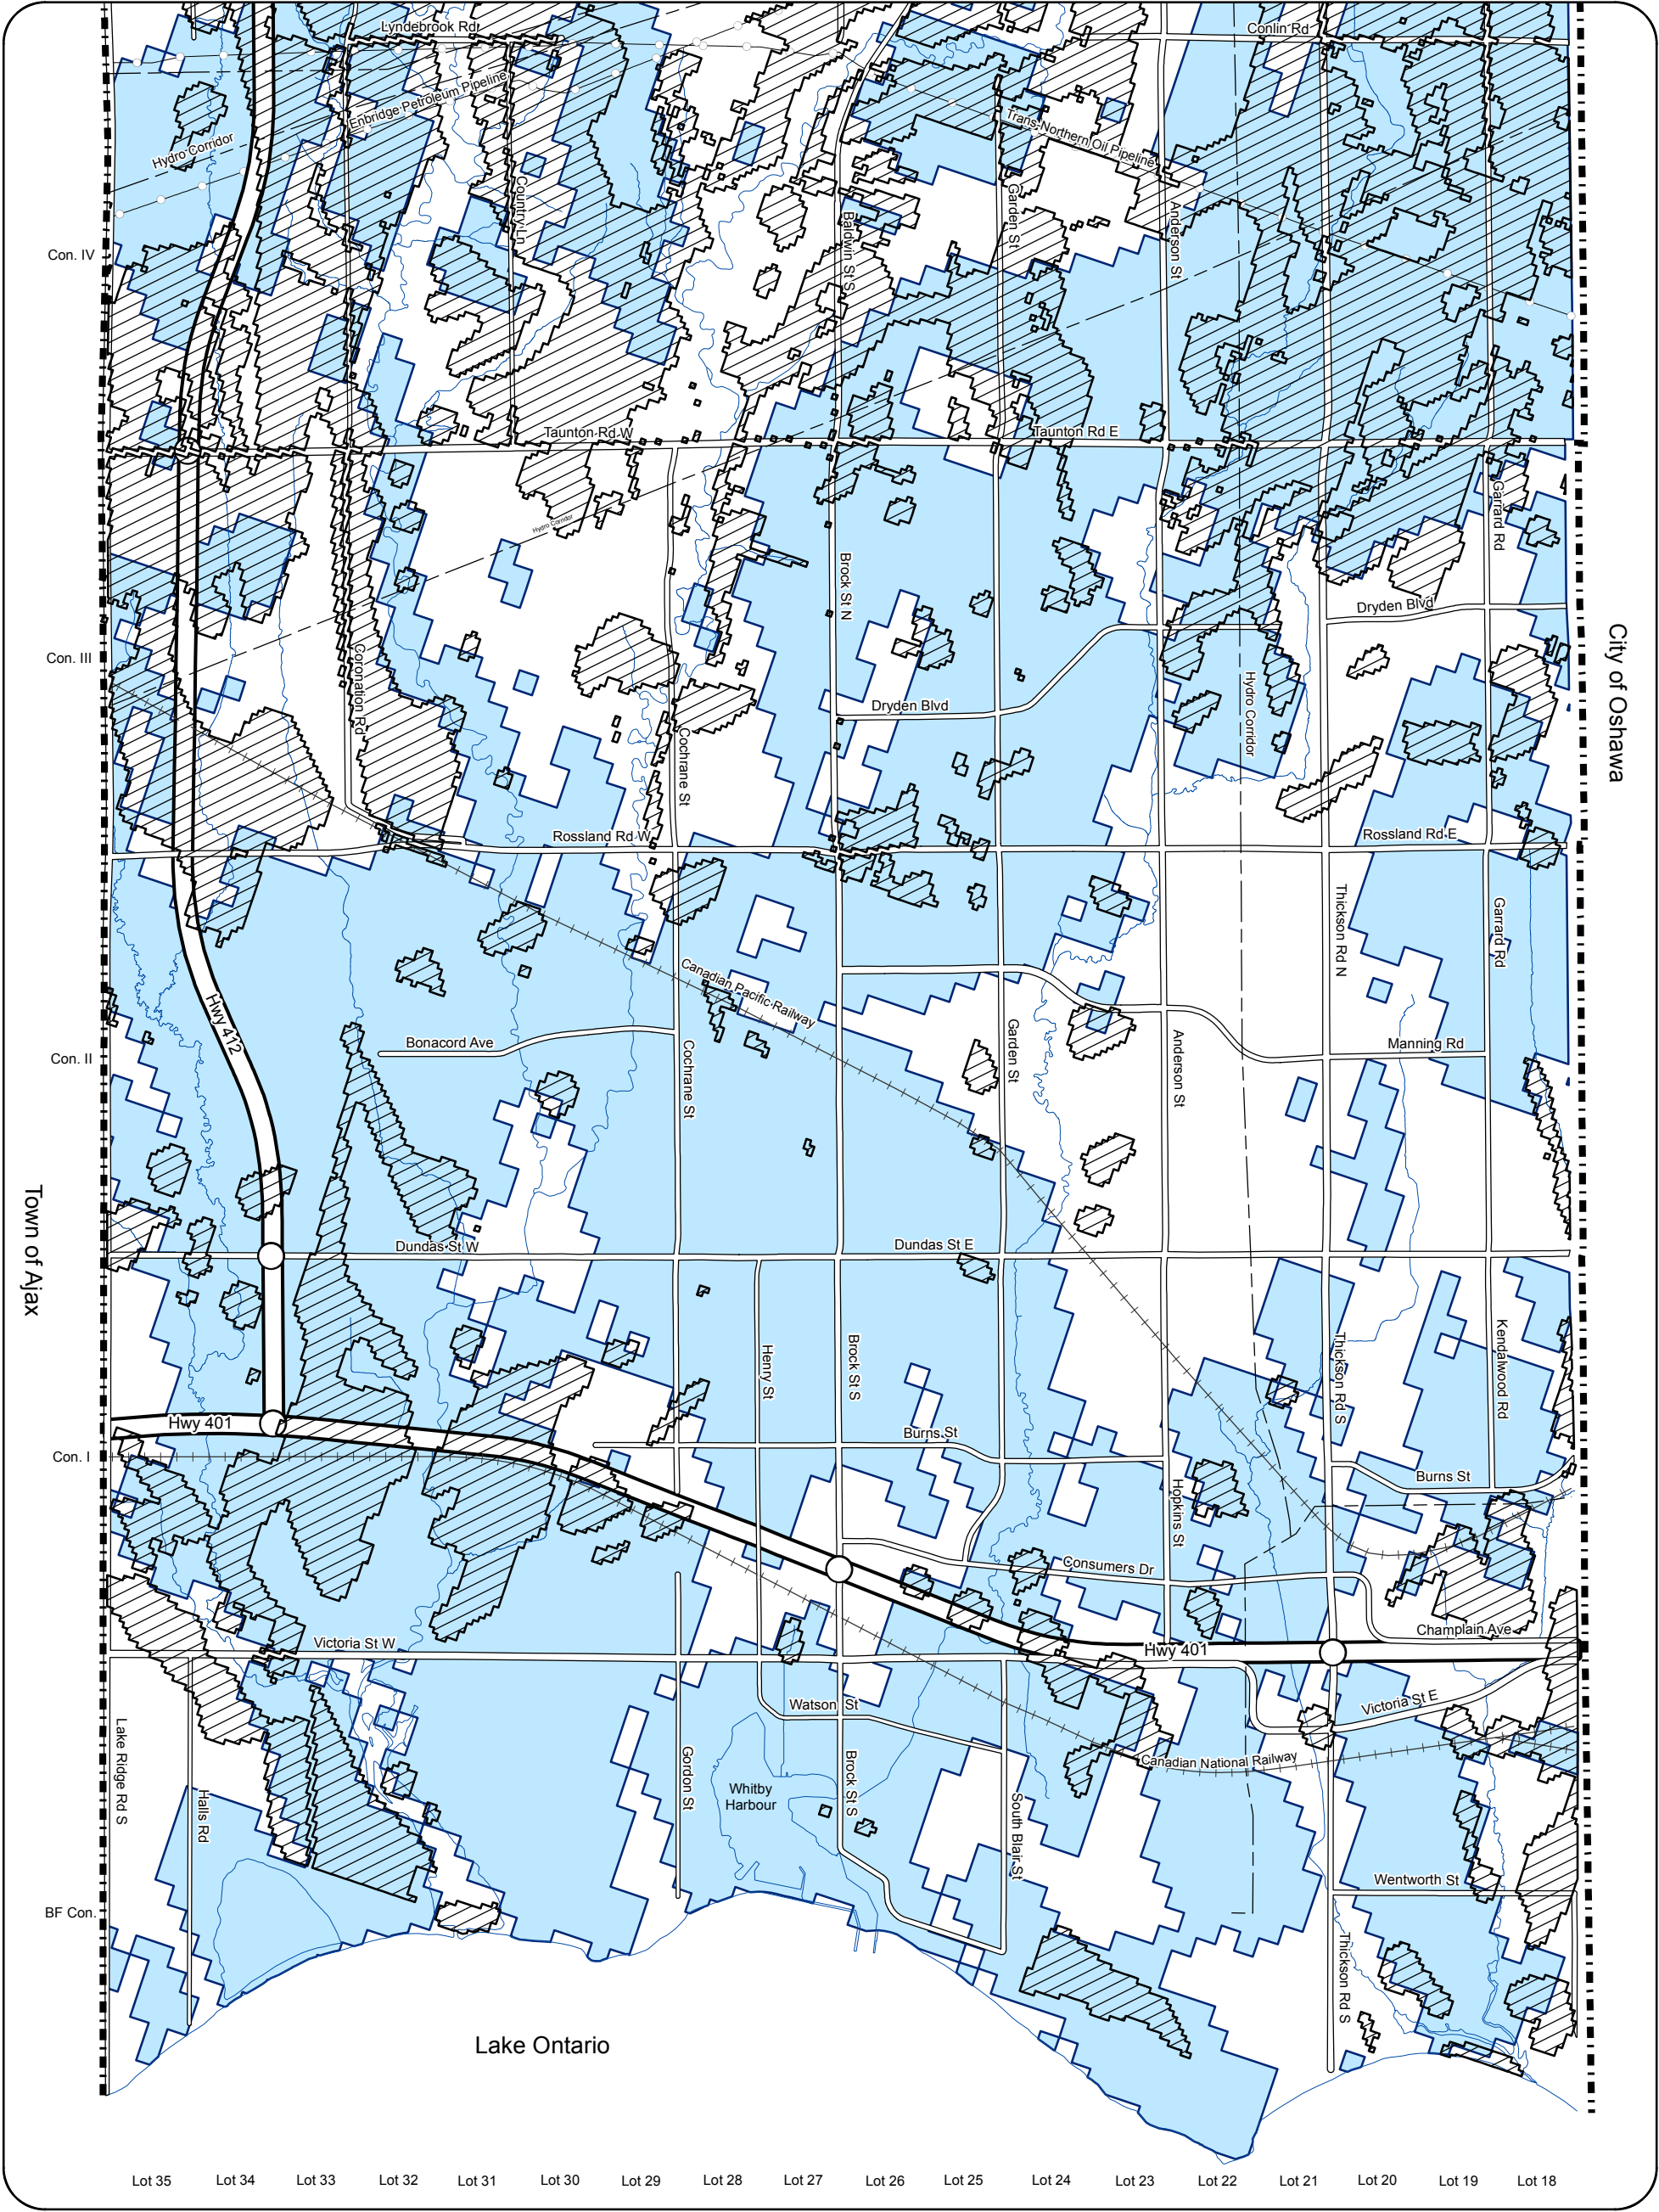 Lyndebrook Rd
Conlin Rd
Enbridge Petroleum Pipeline
Trans-Northern Oil Pipeline
Hydro Corridor
Country Ln
Garden St
Anderson St
Baldwin St S
Con. IV
Taunton Rd W
Taunton Rd E
Garrard Rd
Hydro Corridor
Brock St N
Dryden Blvd
Con. III
City of Oshawa
Coronation Rd
Hydro Corridor
Dryden Blvd
Cochrane St
Rossland Rd W
Rossland Rd E
Thickson Rd N
Garrard Rd
Canadian Pacific Railway
Hwy 412
Bonacord Ave
Garden St
Anderson St
Manning Rd
Con. II
Cochrane St
Town of Ajax
Dundas St W
Dundas St E
Henry St
Brock St S
Thickson Rd S
Kendalwood Rd
Hwy 401
Burns St
Con. I
Burns St
Hopkins St
Consumers Dr
Champlain Ave
Victoria St W
Hwy 401
Watson St
Victoria St E
Lake Ridge Rd S
Halls Rd
Gordon St
Whitby
Harbour
Brock St S
Canadian National Railway
South Blair St
Wentworth St
BF Con.
Thickson Rd S
Lake Ontario
Lot 35
Lot 34
Lot 33
Lot 32
Lot 31
Lot 30
Lot 29
Lot 28
Lot 27
Lot 26
Lot 25
Lot 24
Lot 23
Lot 22
Lot 21
Lot 20
Lot 19
Lot 18